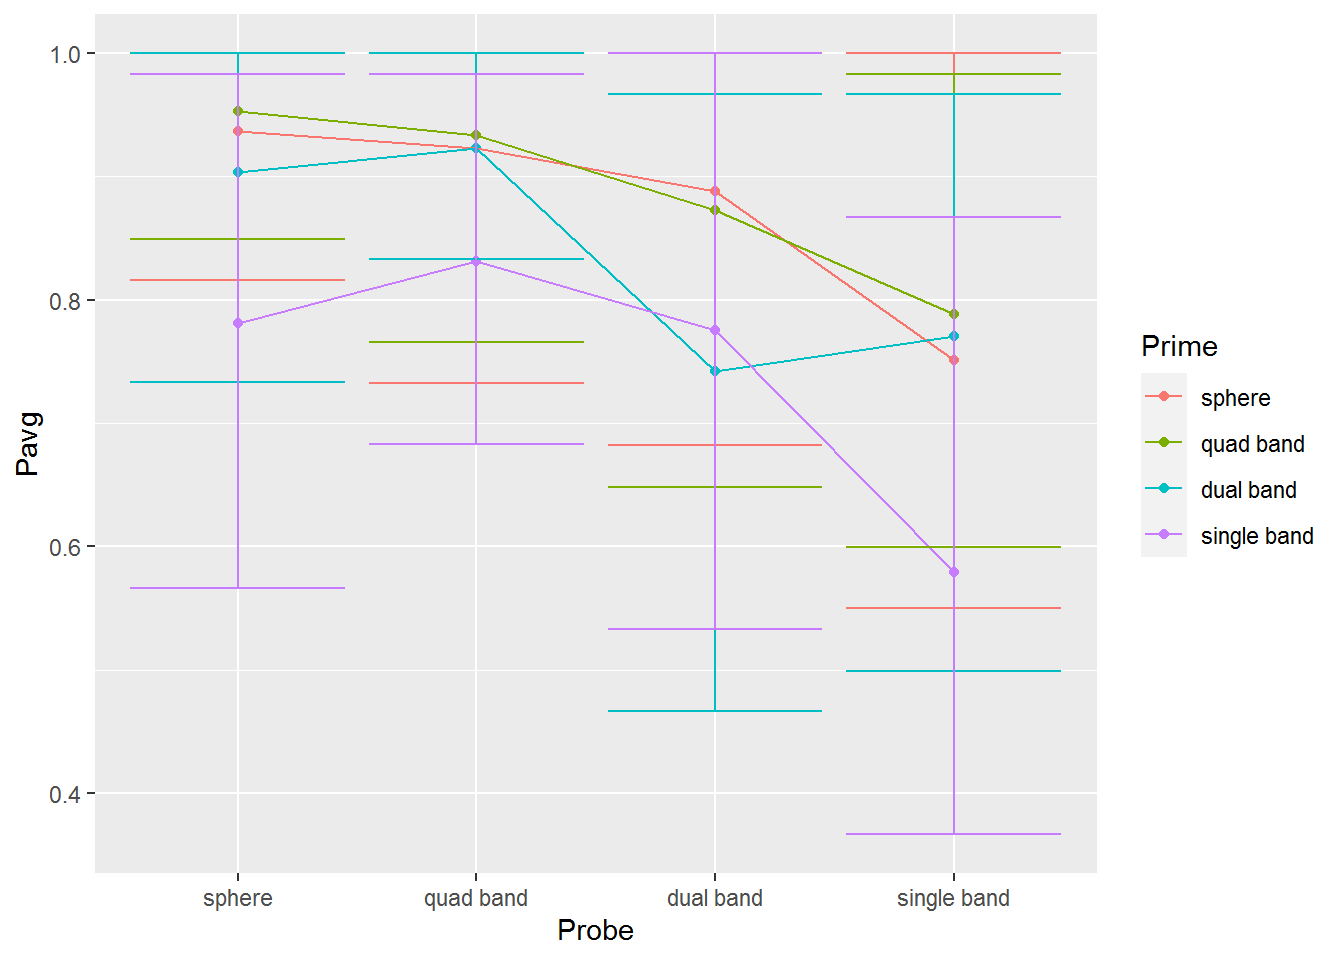 1.0
0.8
0.6
0.4
Pavg
sphere
quad band
dual band
single band
Probe
Prime
sphere
quad band
dual band
single band